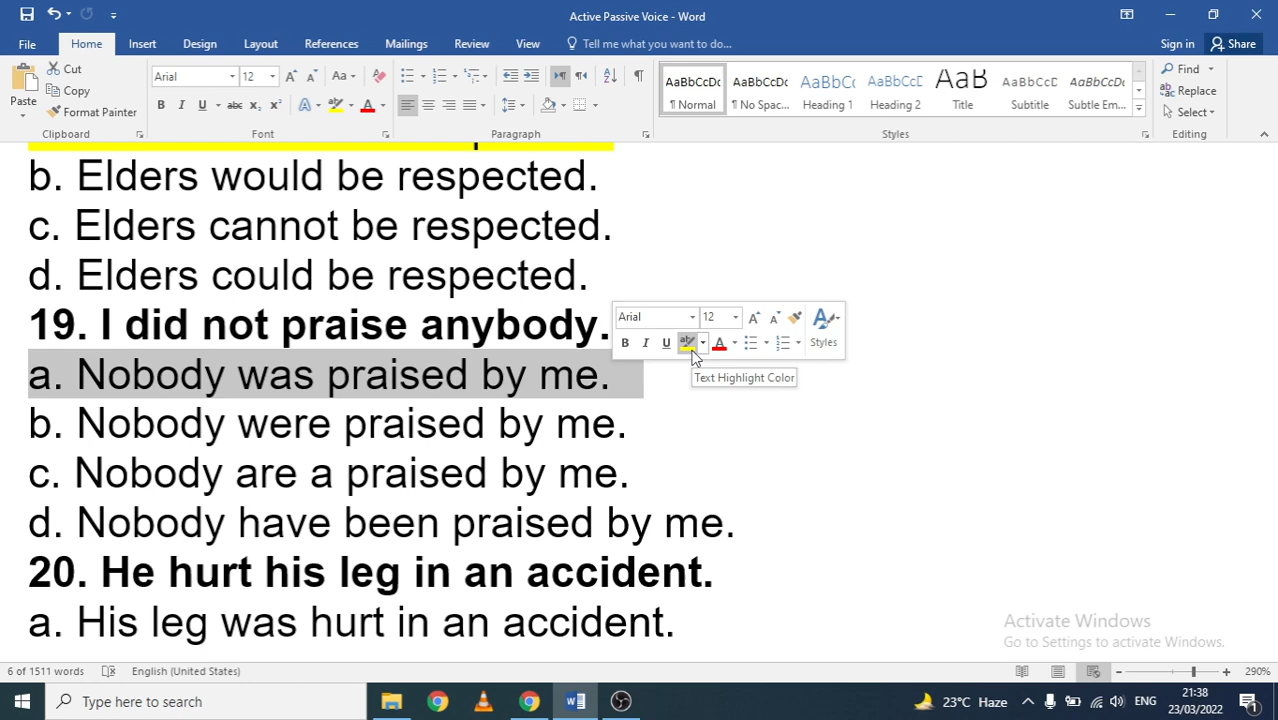 Active Passive Voice - Word
File Home Insert Design Layout References Mailings Review View Tell me what you want to do... Sign in Share
Paste Cut Copy Format Painter
Clipboard
Arial 12
Font
Paragraph
AaBbCcDc ¶ Normal
AaBbCcDc ¶ No Spac...
AaBbCc Heading 1
AaBbCcD Heading 2
AaB Title
AaBbCcD Subtitle
AaBbCcDc Subtle Em...
Styles
Find Replace Select
Editing
b. Elders would be respected.
c. Elders cannot be respected.
d. Elders could be respected.
19. I did not praise anybody.
a. Nobody was praised by me.
b. Nobody were praised by me.
c. Nobody are a praised by me.
d. Nobody have been praised by me.
20. He hurt his leg in an accident.
a. His leg was hurt in an accident.
Arial 12
Styles
Text Highlight Color
Activate Windows
Go to Settings to activate Windows.
6 of 1511 words English (United States) 290%
Type here to search
23°C Haze
ENG
21:38
23/03/2022